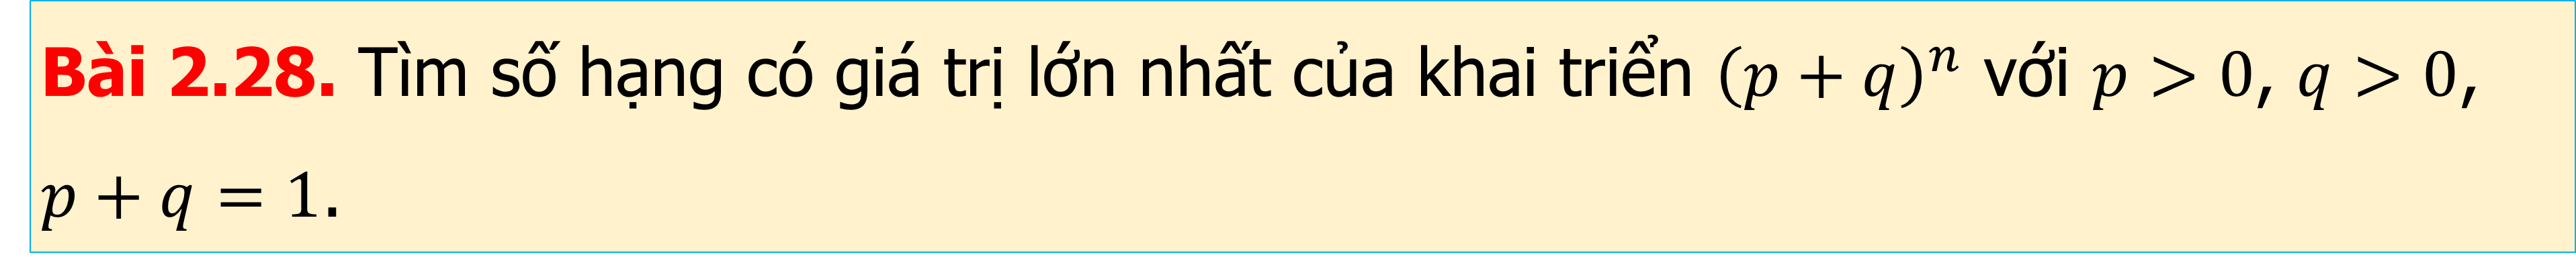 Bài 2.28. Tìm số hạng có giá trị lớn nhất của khai triển (p + q)ⁿ với p > 0, q > 0,
p + q = 1.